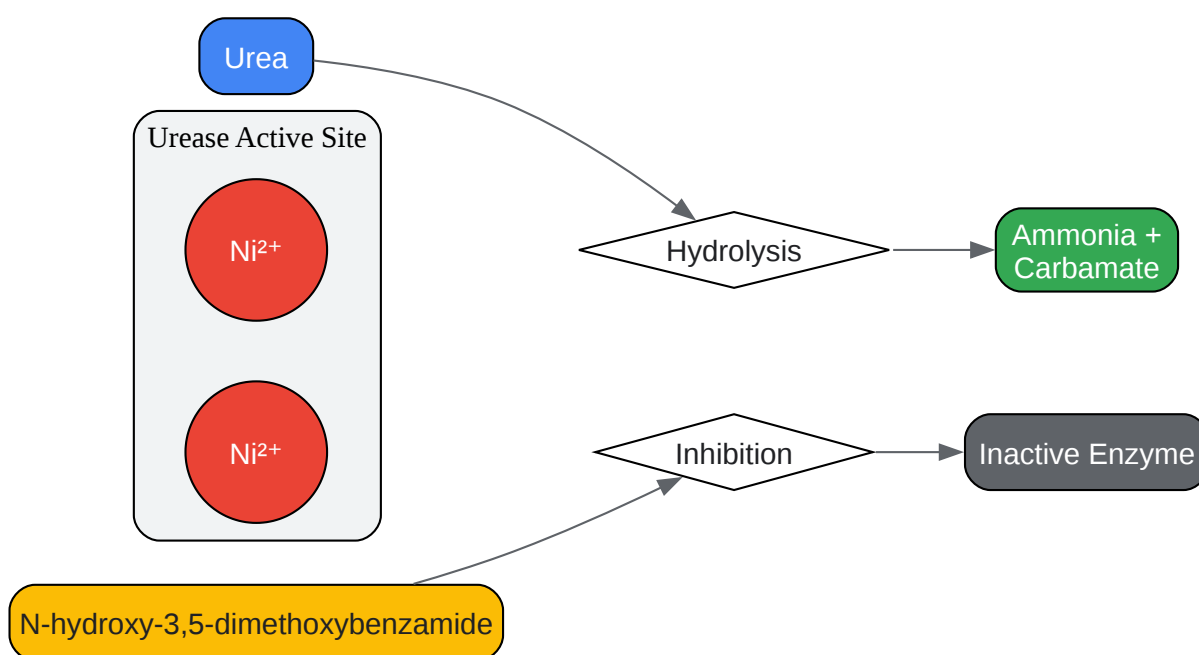 Urea
Urease Active Site
Ni²⁺
Hydrolysis
Ammonia +
Carbamate
Ni²⁺
Inhibition
Inactive Enzyme
N-hydroxy-3,5-dimethoxybenzamide